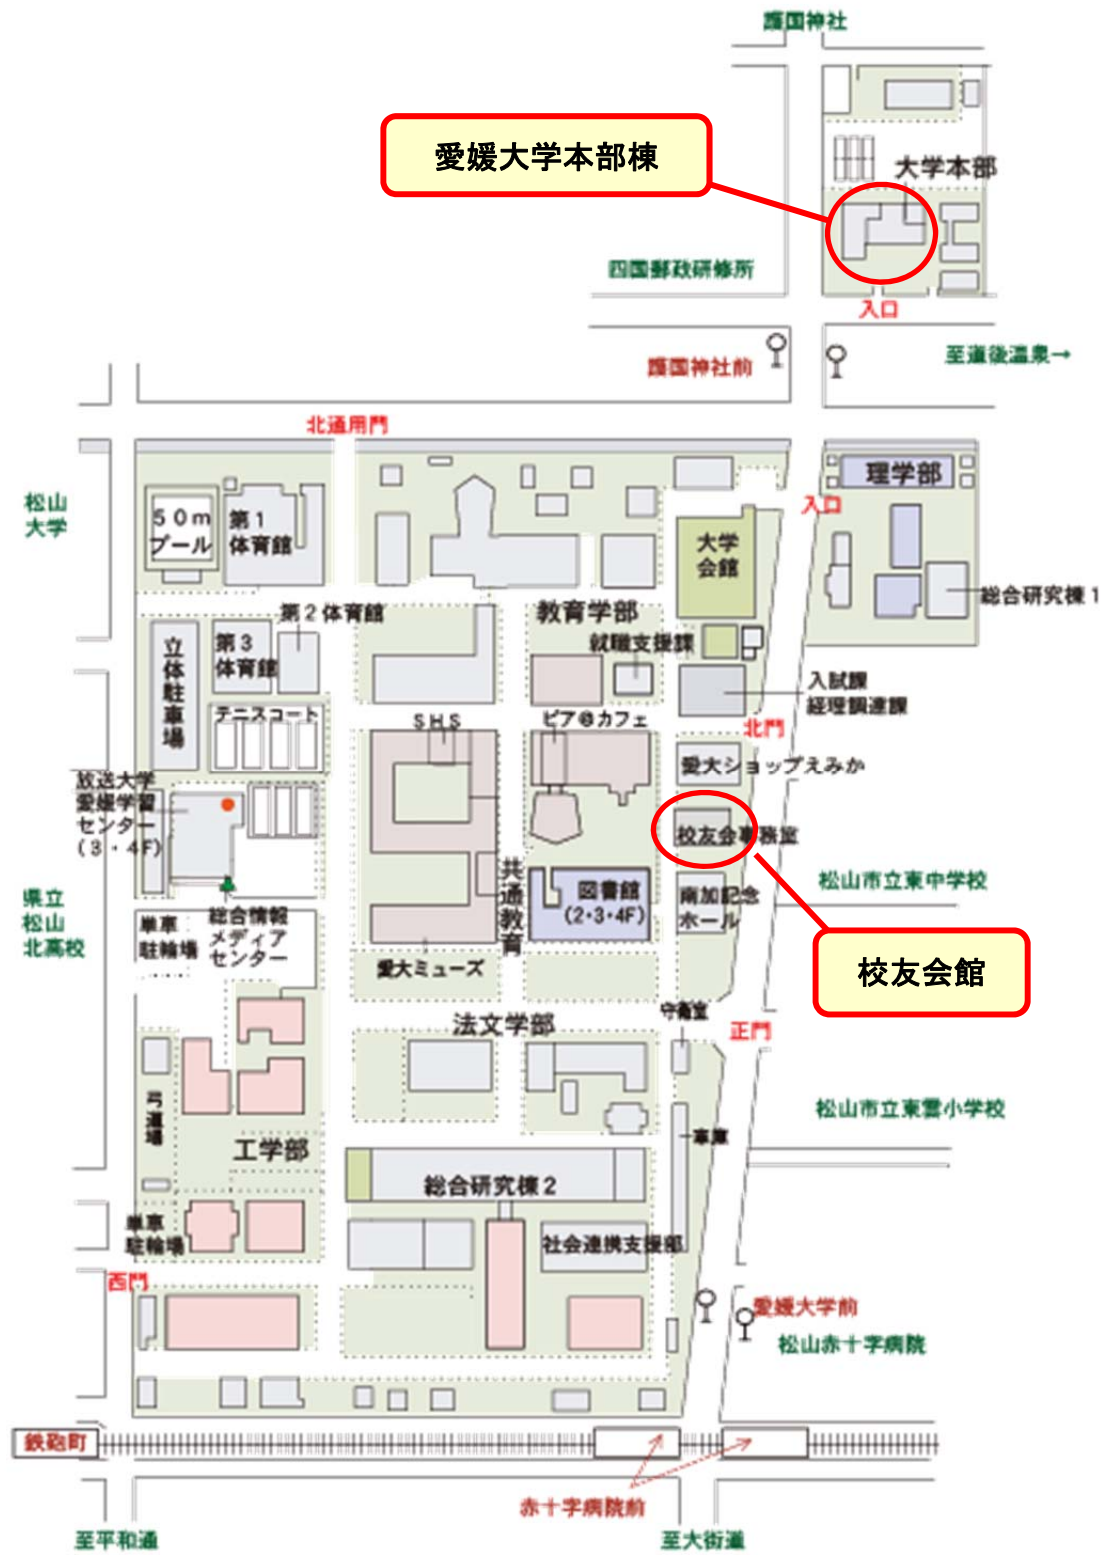 護国神社
愛媛大学本部棟
大学本部
四国郵政研修所
入口
護国神社前
至道後温泉→
北通用門
松山
大学
50m
プール
第1
体育館
理学部
入口
大学
会館
総合研究棟1
第2体育館
教育学部
就職支援課
立体駐車場
第3
体育館
入試課
経理調達課
テニスコート
SHS
ピア@カフェ
北門
愛大ショップえみか
放送大学
愛媛学習
センター
(3・4F)
校友会事務室
共通教育
図書館
(2・3・4F)
南加記念
ホール
松山市立東中学校
県立
松山
北高校
単車
駐輪場
総合情報
メディア
センター
愛大ミューズ
校友会館
守衛室
法文学部
正門
弓道場
松山市立東雲小学校
車庫
工学部
総合研究棟2
単車
駐輪場
社会連携支援部
西門
愛媛大学前
松山赤十字病院
鉄砲町
赤十字病院前
至平和通
至大街道